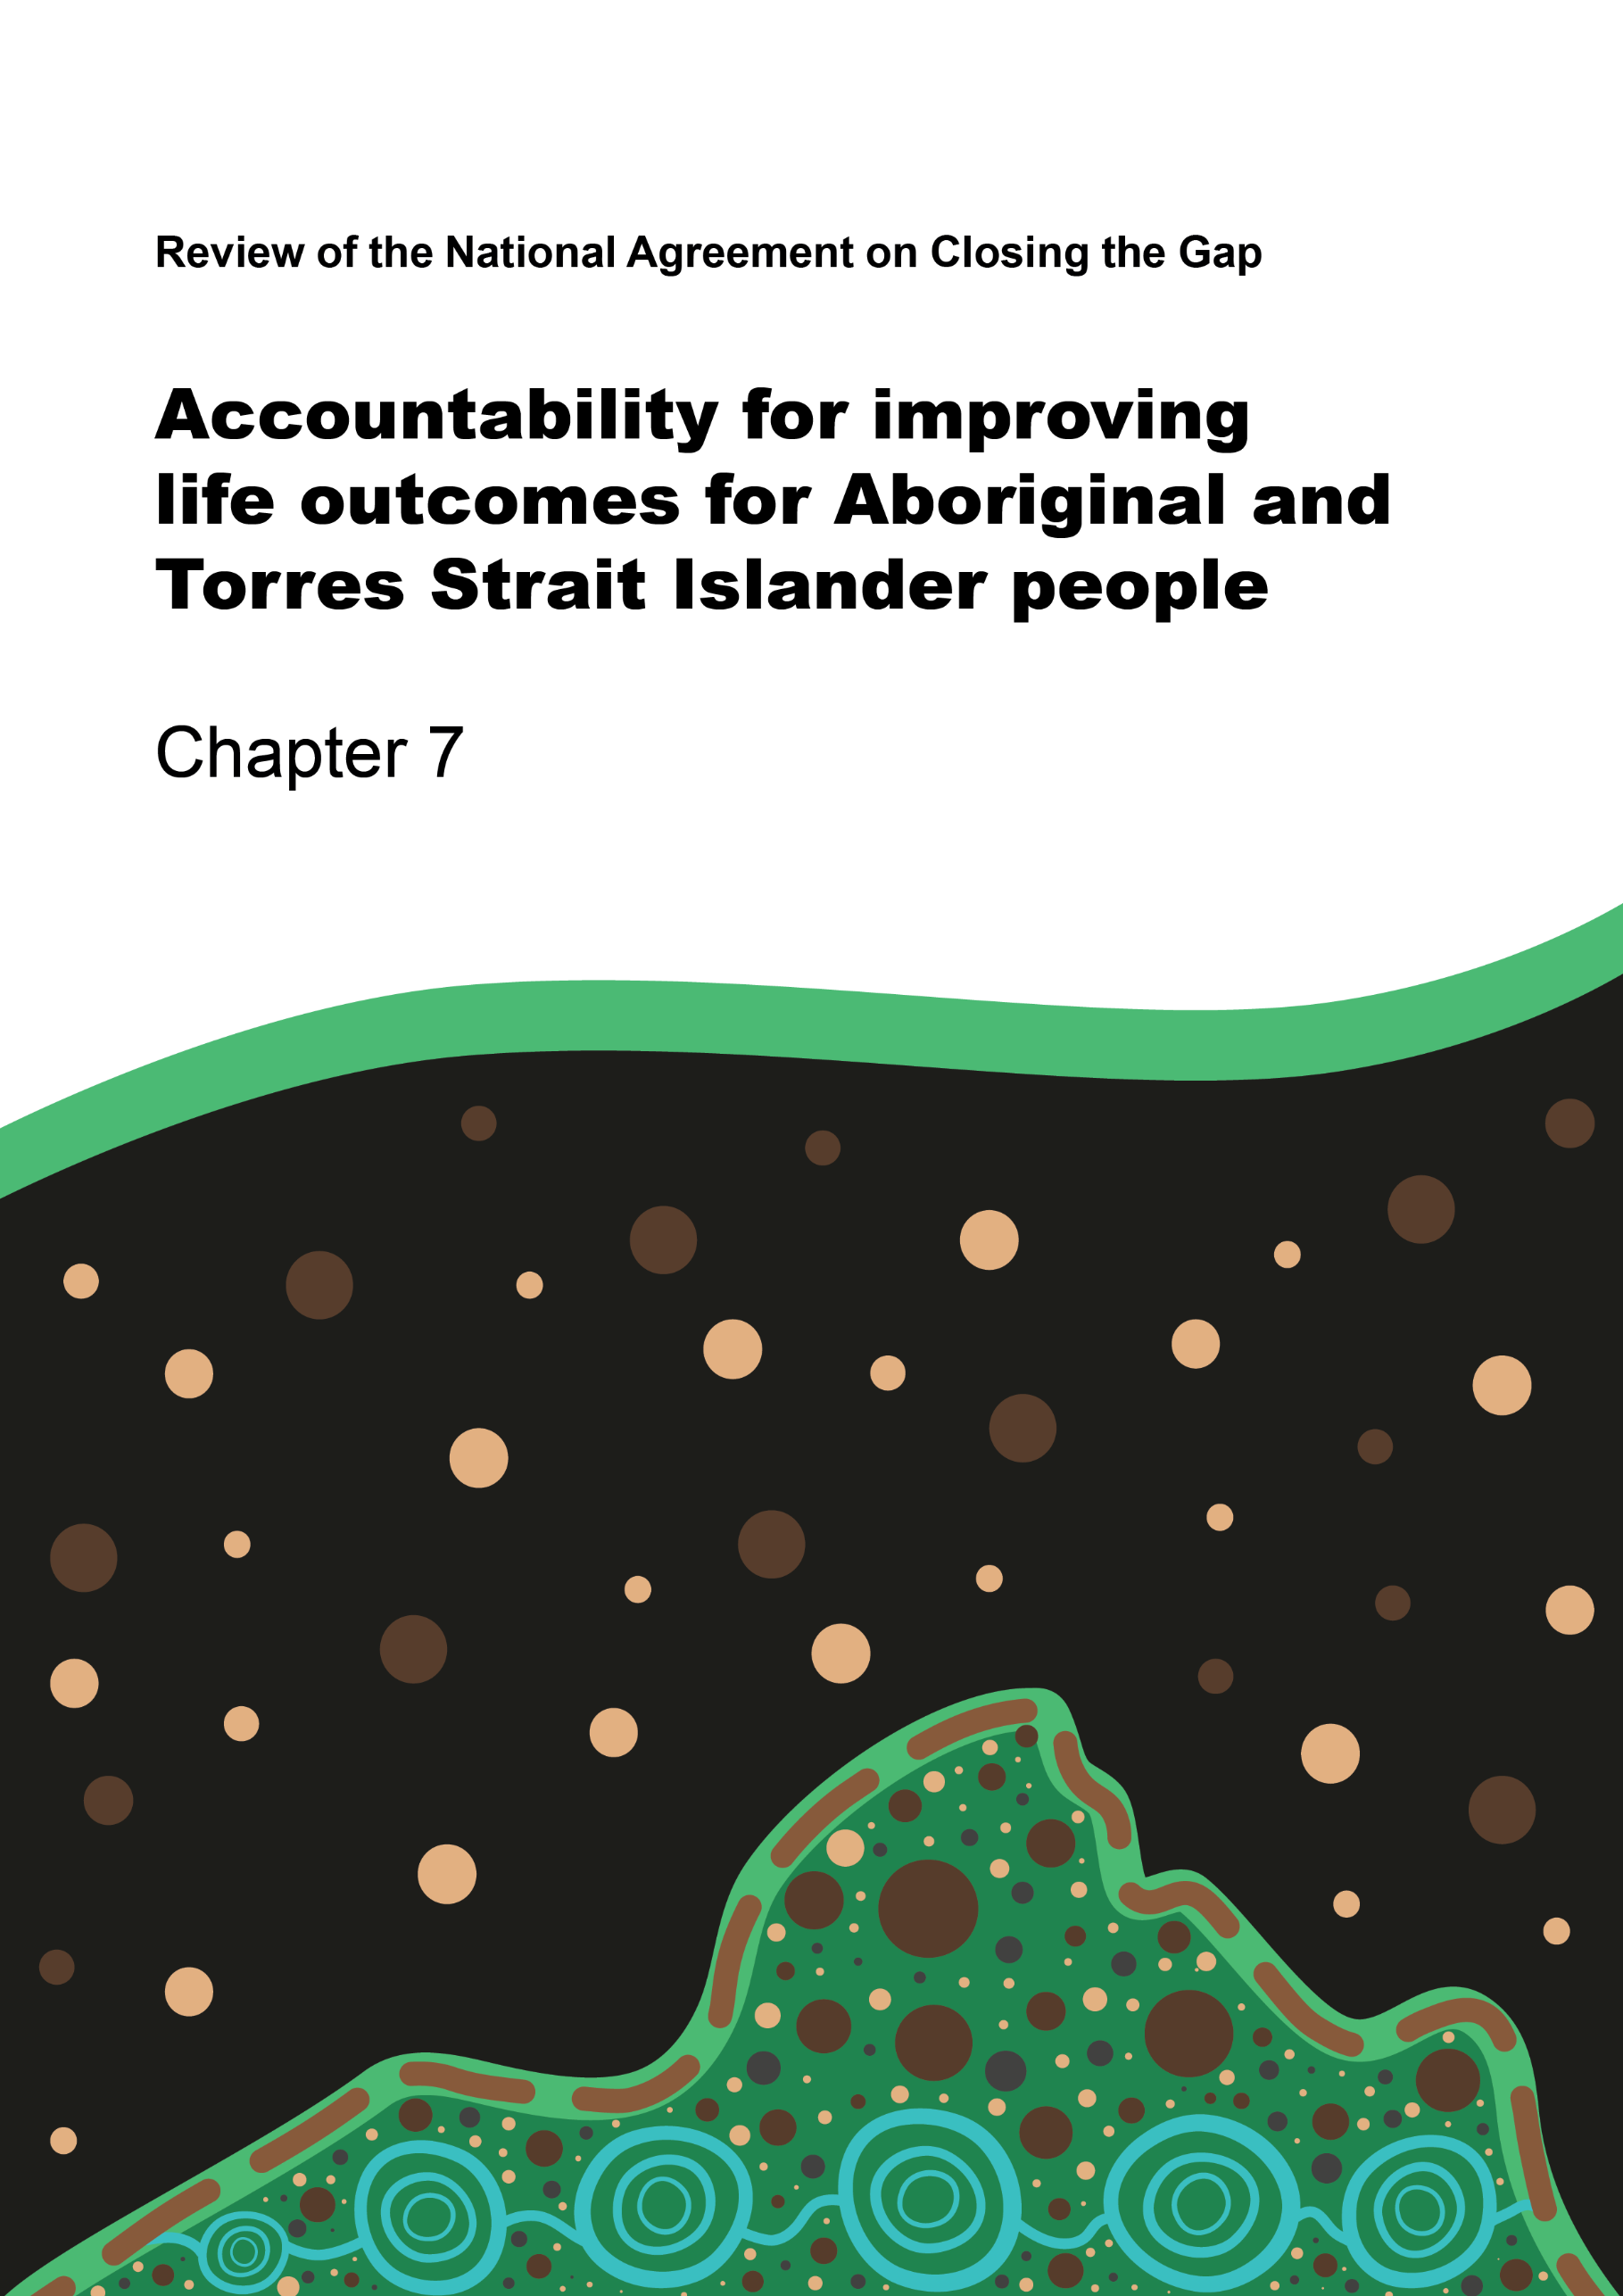 Review of the National Agreement on Closing the Gap
Accountability for improving
life outcomes for Aboriginal and
Torres Strait Islander people
Chapter 7